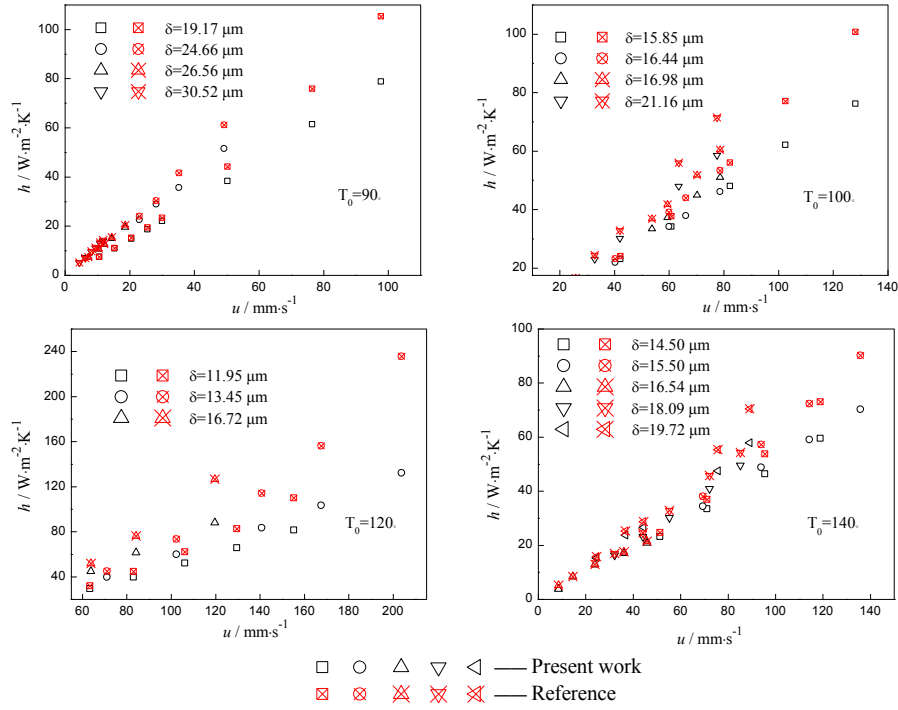 δ=19.17 μm
δ=24.66 μm
δ=26.56 μm
δ=30.52 μm
T0=90
h / W·m-2·K-1
100
80
60
40
20
0
0 20 40 60 80 100
u / mm·s-1
δ=15.85 μm
δ=16.44 μm
δ=16.98 μm
δ=21.16 μm
T0=100
h / W·m-2·K-1
100
80
60
40
20
20 40 60 80 100 120 140
u / mm·s-1
δ=11.95 μm
δ=13.45 μm
δ=16.72 μm
T0=120
h / W·m-2·K-1
240
200
160
120
80
40
60 80 100 120 140 160 180 200
u / mm·s-1
δ=14.50 μm
δ=15.50 μm
δ=16.54 μm
δ=18.09 μm
δ=19.72 μm
T0=140
h / W·m-2·K-1
100
80
60
40
20
0
0 20 40 60 80 100 120 140
u / mm·s-1
Present work
Reference